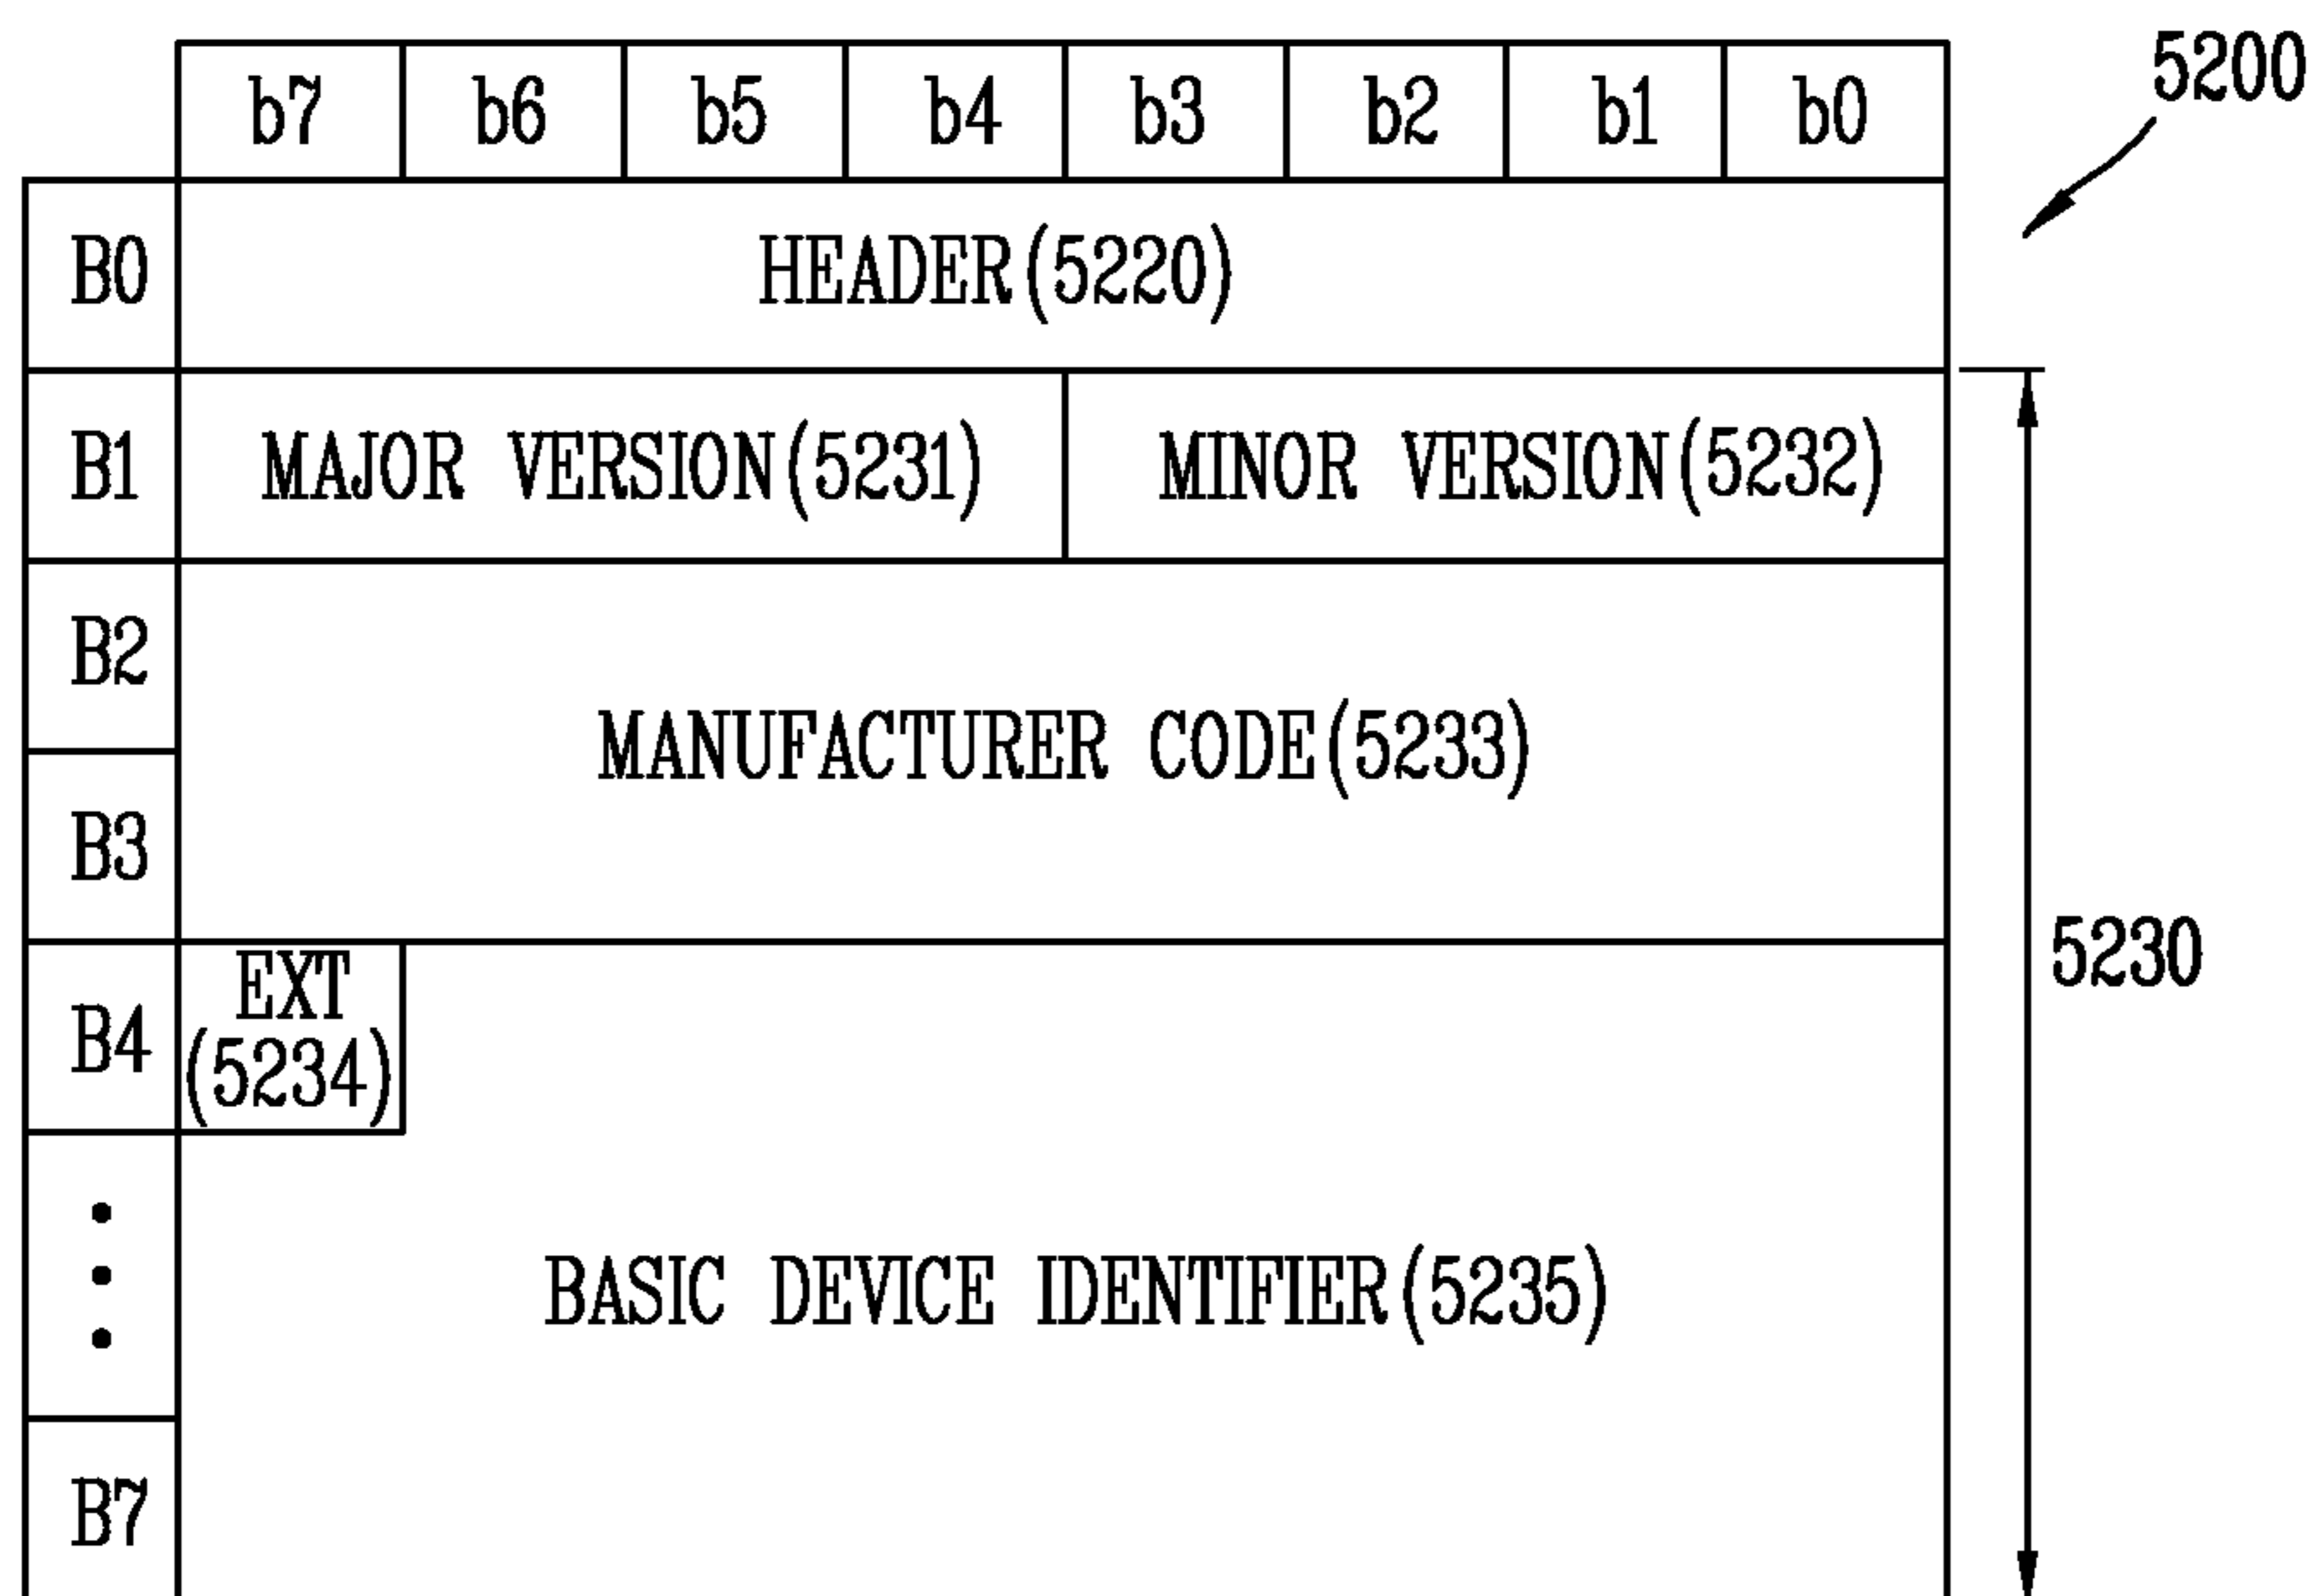 b7 b6 b5 b4 b3 b2 b1 b0
5200
B0 HEADER(5220)
B1 MAJOR VERSION(5231) MINOR VERSION(5232)
B2
MANUFACTURER CODE(5233)
B3
5230
EXT
B4
(5234)
BASIC DEVICE IDENTIFIER(5235)
B7